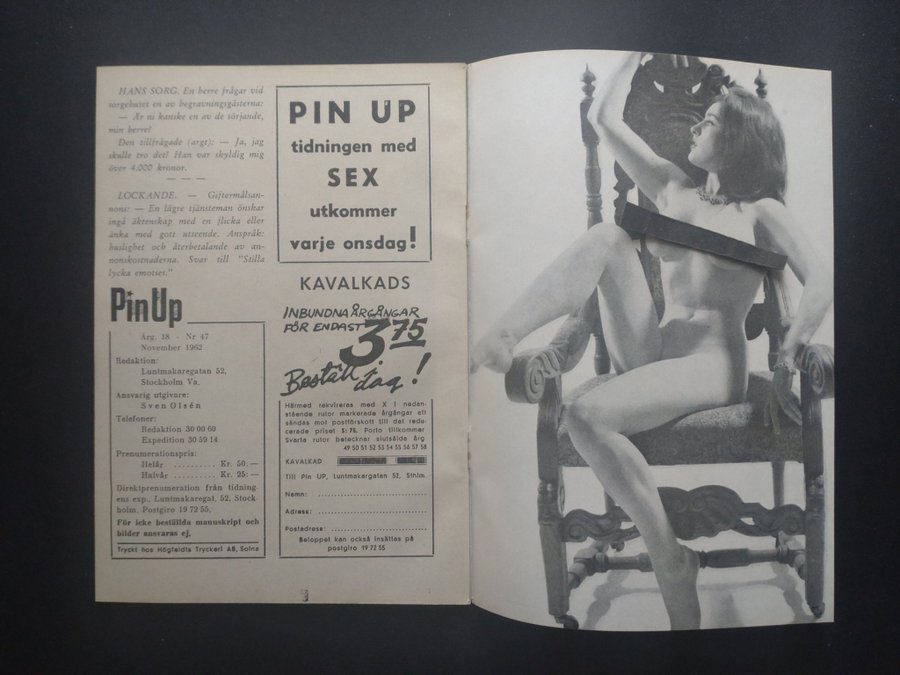 HANS SORG. En herre frågar vid
sorgehuset en av begravningsgästerna:
— Är ni kanske en av de sörjande,
min herre?
Den tillfrågade (argt): — Ja, jag
skulle tro det! Han var skyldig mig
över 4.000 kronor.
— — —
LOCKANDE. — Giftermålsan-
nons: — En lägre tjänsteman önskar
ingå äktenskap med en flicka eller
änka med gott utseende. Anspråk:
huslighet och återbetalande av an-
nonskostnaderna. Svar till "Stilla
lycka emotses."
PinUp
Årg. 18 - Nr 47
November 1962
Redaktion:
Luntmakaregatan 52,
Stockholm Va.
Ansvarig utgivare:
Sven Olsén
Telefoner:
Redaktion 30 00 60
Expedition 30 59 14
Prenumerationspris:
Helår .......... Kr. 50:—
Halvår .......... Kr. 25:—
Direktprenumeration från tidning-
ens exp., Luntmakaregat. 52, Stock-
holm. Postgiro 19 72 55.
För icke beställda manuskript och
bilder ansvaras ej.
Tryckt hos Högfeldts Tryckeri AB, Solna
PIN UP
tidningen med
SEX
utkommer
varje onsdag!
KAVALKADS
INBUNDNA ÅRGÅNGAR
FÖR ENDAST 3 75
Beställ i dag!
Härmed rekvireras med X i nedan-
stående rutor markerade årgångar att
sändas mot postförskott till det redu-
cerade priset 3:75. Porto tillkommer
Svarta rutor betecknar slutsålda årg
49 50 51 52 53 54 55 56 57 58
KAVALKAD
Till Pin UP, Luntmakargatan 52, Sthlm
Namn: ..............................
Adress: ..............................
Postadress: ..............................
Beloppet kan också insättas på
postgiro 19 72 55
3